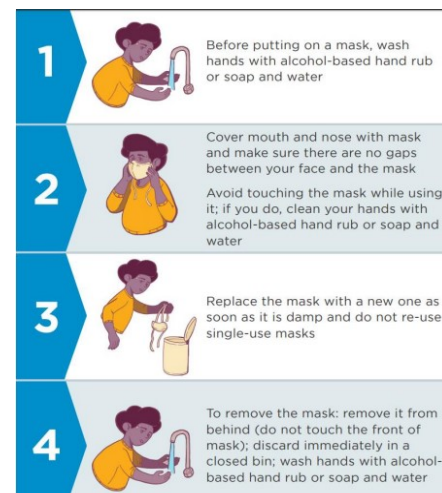 1
Before putting on a mask, wash
hands with alcohol-based hand rub
or soap and water
2
Cover mouth and nose with mask
and make sure there are no gaps
between your face and the mask
Avoid touching the mask while using
it; if you do, clean your hands with
alcohol-based hand rub or soap and
water
3
Replace the mask with a new one as
soon as it is damp and do not re-use
single-use masks
4
To remove the mask: remove it from
behind (do not touch the front of
mask); discard immediately in a
closed bin; wash hands with alcohol-
based hand rub or soap and water